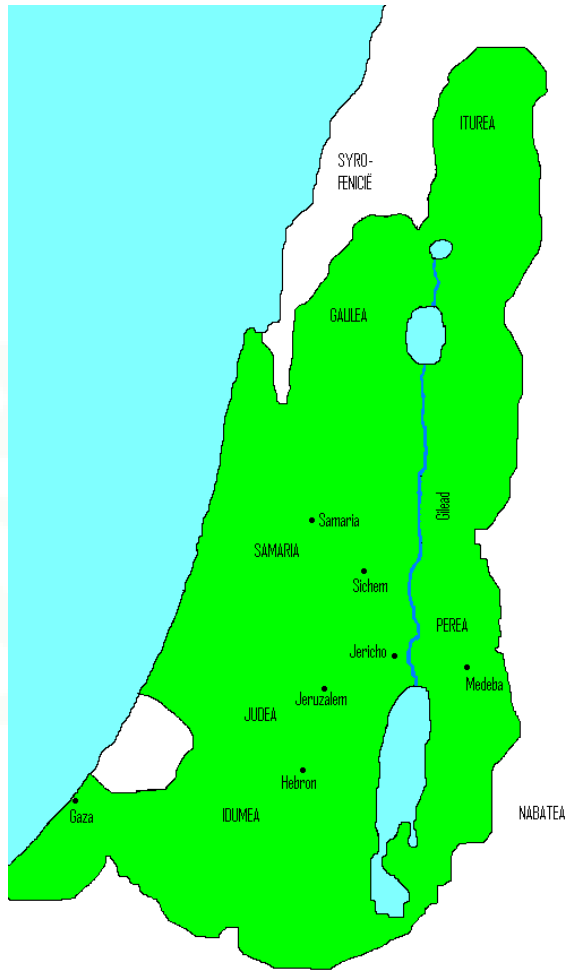 ITUREA
SYRO-
FENICIË
GALILEA
Gilead
Samaria
SAMARIA
Sichem
PEREA
Jericho
Medeba
Jeruzalem
JUDEA
Hebron
Gaza
IDUMEA
NABATEA